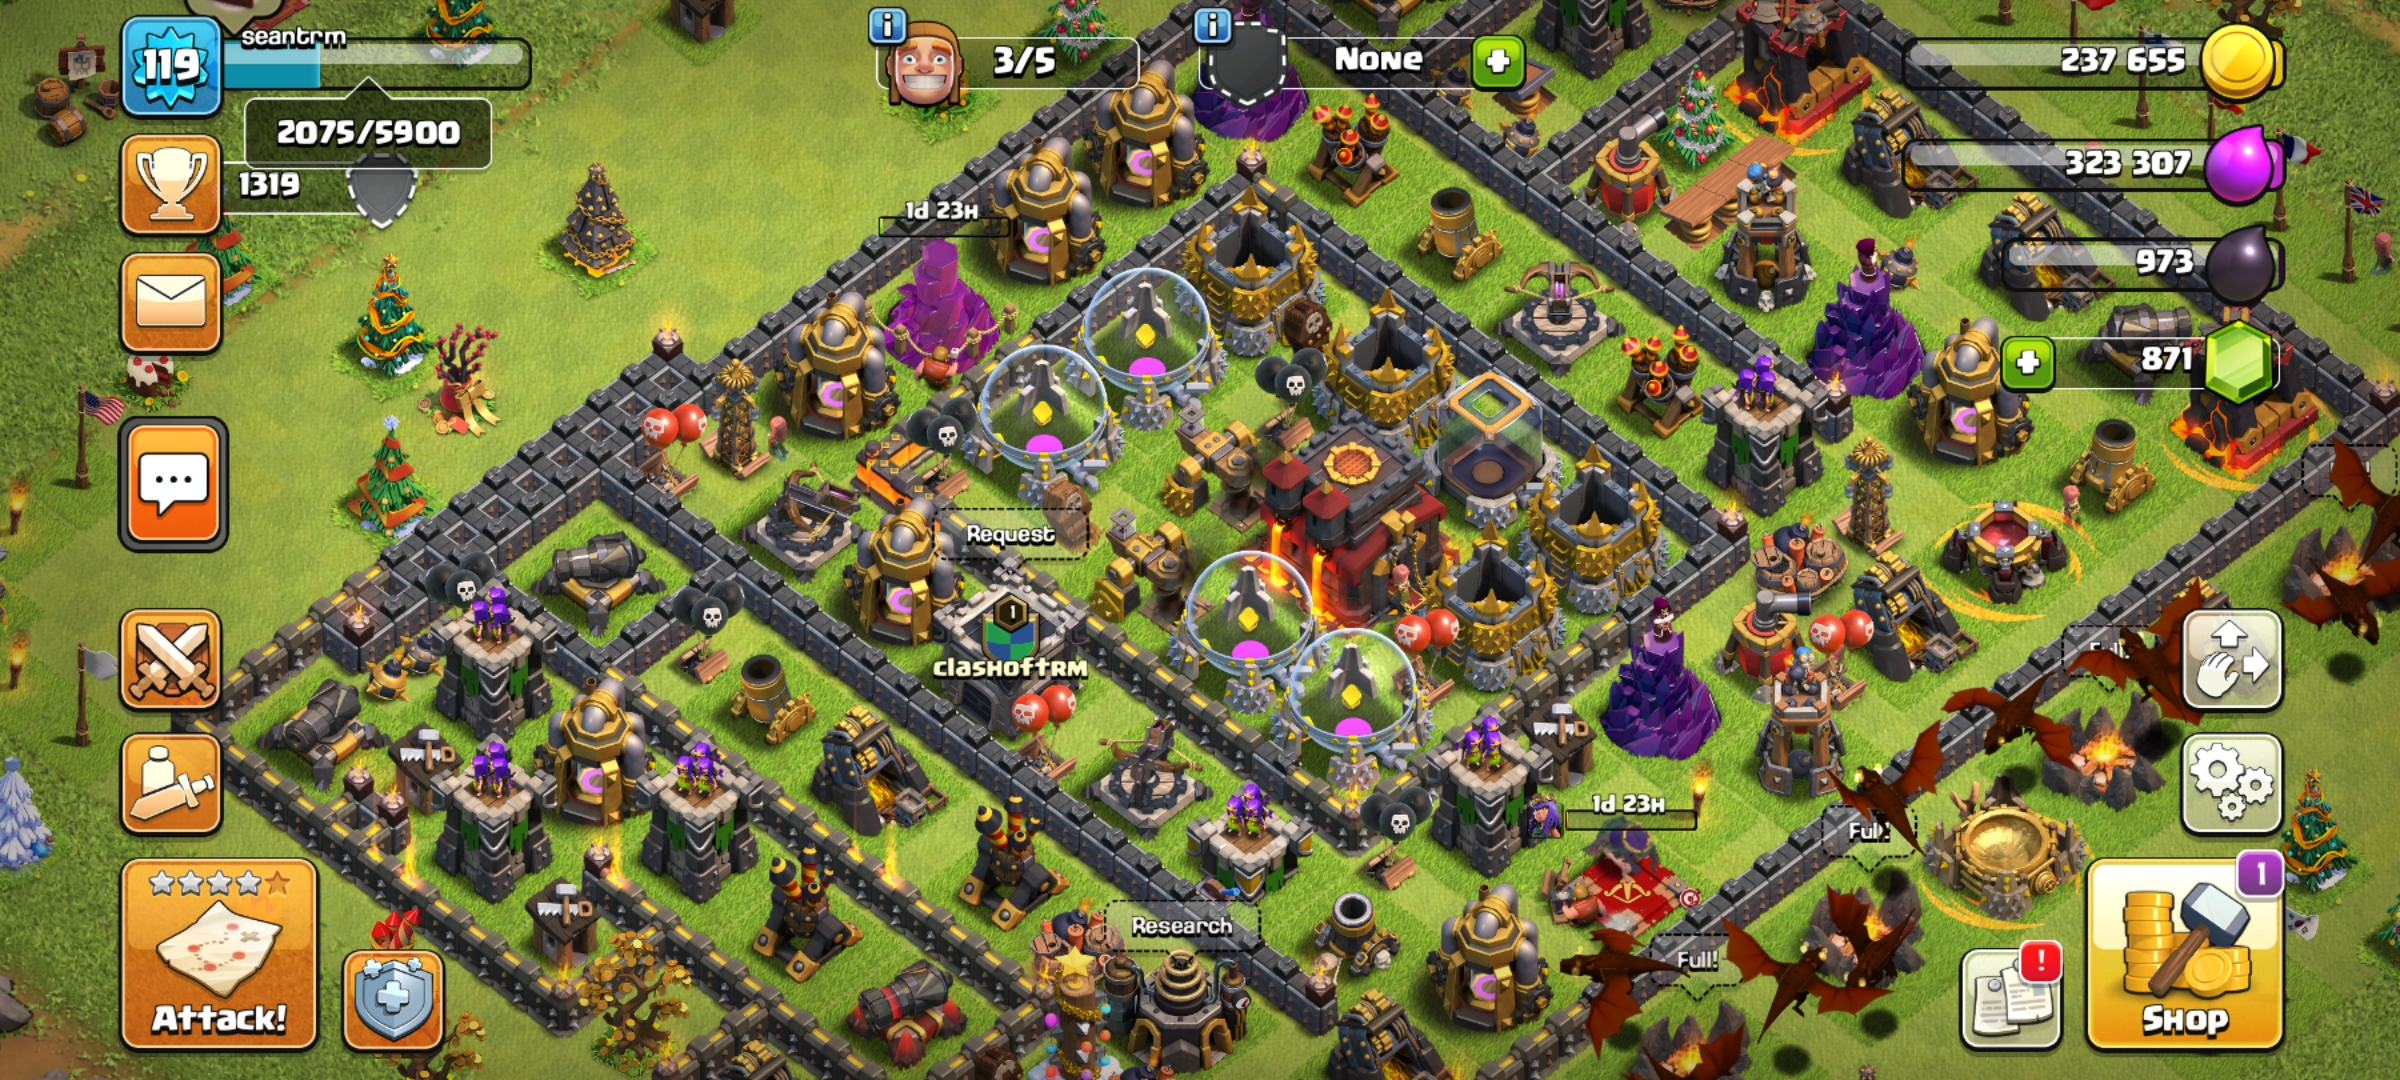 seantrm
119
3/5
None
237 655
2075/5900
323 307
1319
1d 23h
973
871
Request
1
clashoftrm
1d 23h
Full!
Full!
Full!
1
Research
Attack!
!
Shop